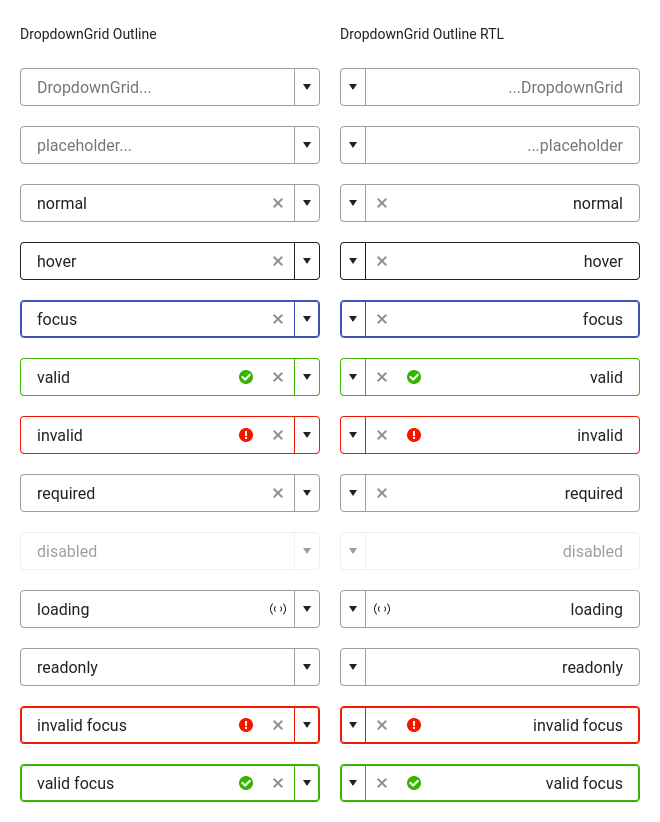 DropdownGrid Outline DropdownGrid Outline RTL
DropdownGrid... ...DropdownGrid
placeholder... ...placeholder
normal normal
hover hover
focus focus
valid valid
invalid invalid
required required
disabled disabled
loading loading
readonly readonly
invalid focus invalid focus
valid focus valid focus